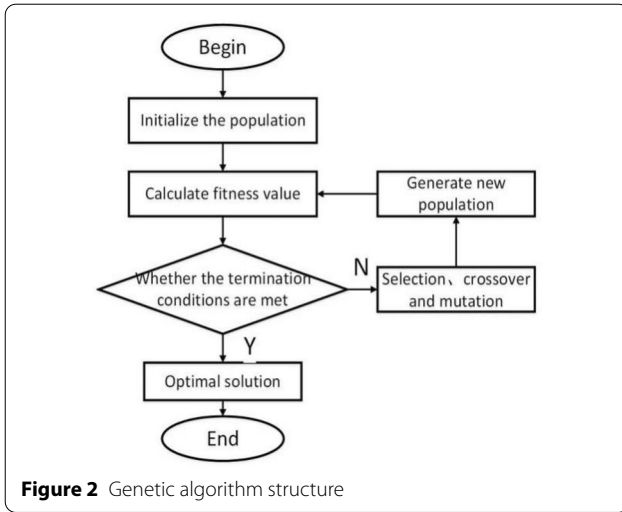 Begin
Initialize the population
Calculate fitness value
Generate new
population
Whether the termination
conditions are met
N
Selection、crossover
and mutation
Y
Optimal solution
End
Figure 2 Genetic algorithm structure